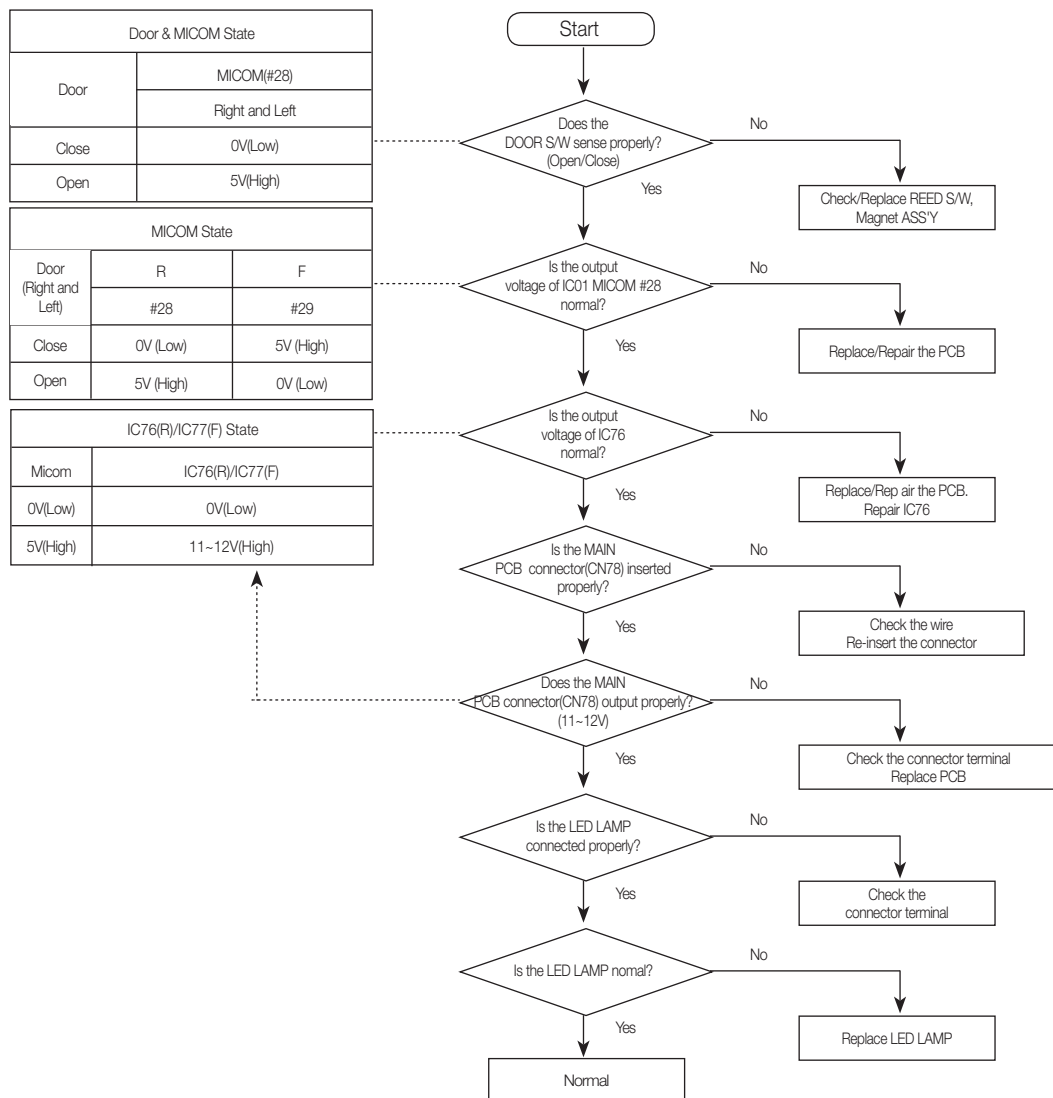 Start
Door & MICOM State
Door
MICOM(#28)
Right and Left
Close
0V(Low)
Open
5V(High)
Does the
DOOR S/W sense properly?
(Open/Close)
No
Yes
Check/Replace REED S/W,
Magnet ASS'Y
MICOM State
Door
(Right and
Left)
R
F
#28
#29
Close
0V (Low)
5V (High)
Open
5V (High)
0V (Low)
Is the output
voltage of IC01 MICOM #28
normal?
No
Yes
Replace/Repair the PCB
IC76(R)/IC77(F) State
Micom
IC76(R)/IC77(F)
0V(Low)
0V(Low)
5V(High)
11~12V(High)
Is the output
voltage of IC76
normal?
No
Yes
Replace/Rep air the PCB.
Repair IC76
Is the MAIN
PCB connector(CN78) inserted
properly?
No
Yes
Check the wire
Re-insert the connector
Does the MAIN
PCB connector(CN78) output properly?
(11~12V)
No
Yes
Check the connector terminal
Replace PCB
Is the LED LAMP
connected properly?
No
Yes
Check the
connector terminal
Is the LED LAMP nomal?
No
Yes
Replace LED LAMP
Normal